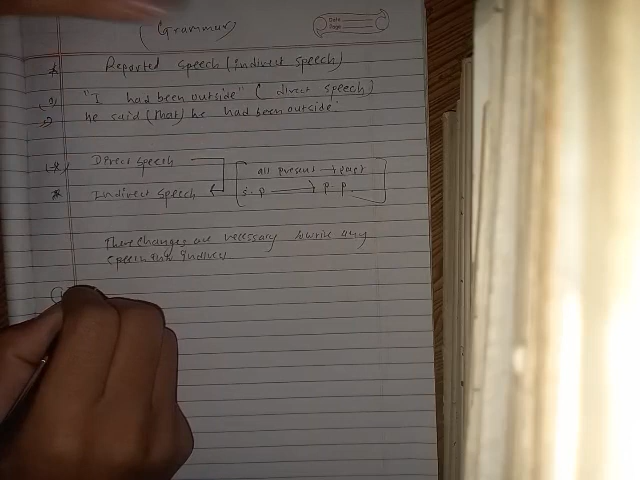 (Grammar)
Date
Page
* Reported speech (indirect speech)
"I had been outside" (direct speech)
he said (that) he had been outside.
Direct speech
all present → past
* Indirect speech
s. p → p. p.
These changes are necessary to write any
speech into indirect